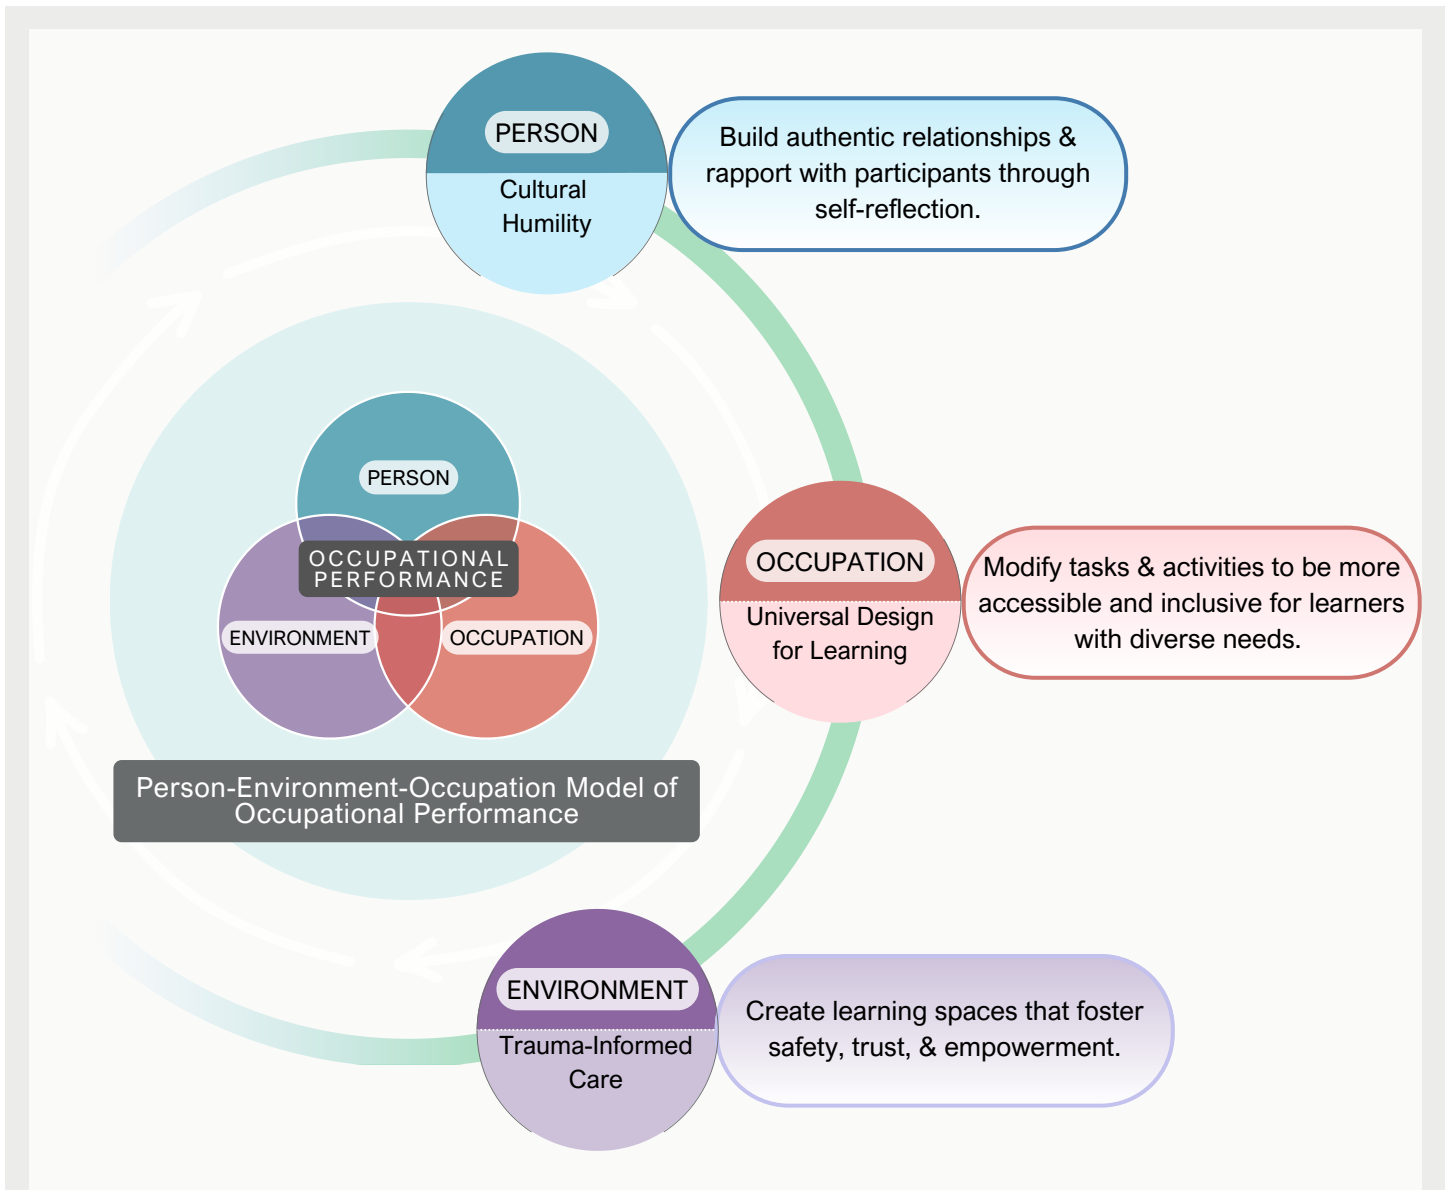 PERSON
Cultural
Humility
Build authentic relationships &
rapport with participants through
self-reflection.
PERSON
OCCUPATIONAL
PERFORMANCE
ENVIRONMENT
OCCUPATION
Person-Environment-Occupation Model of
Occupational Performance
OCCUPATION
Universal Design
for Learning
Modify tasks & activities to be more
accessible and inclusive for learners
with diverse needs.
ENVIRONMENT
Trauma-Informed
Care
Create learning spaces that foster
safety, trust, & empowerment.